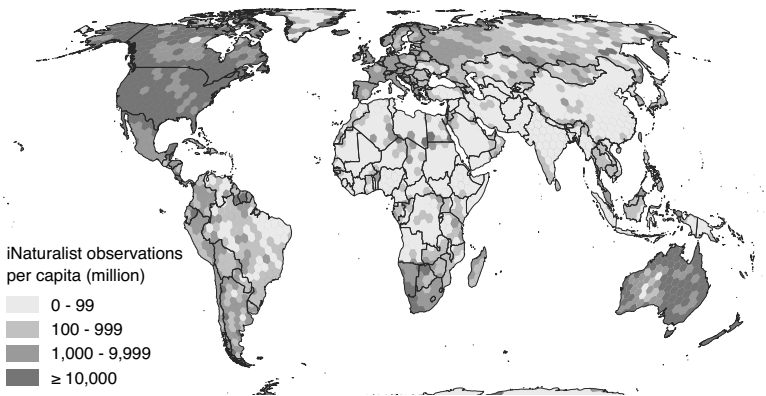 iNaturalist observations
per capita (million)
0 - 99
100 - 999
1,000 - 9,999
≥ 10,000